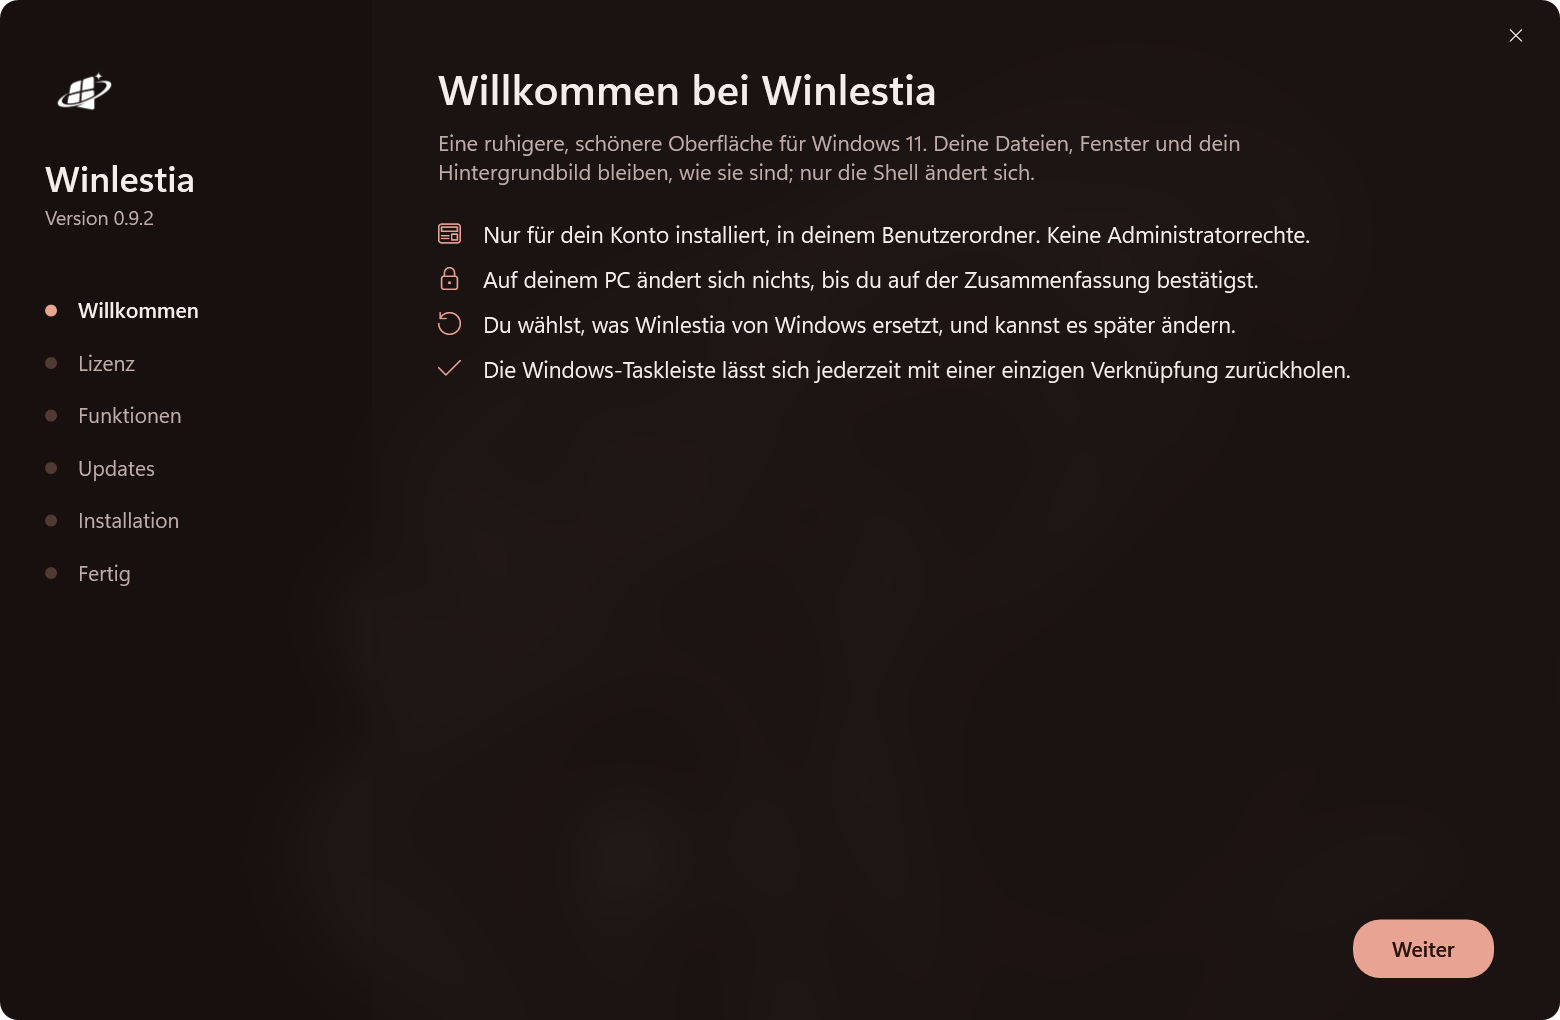 Winlestia
Version 0.9.2
Willkommen
Lizenz
Funktionen
Updates
Installation
Fertig
Willkommen bei Winlestia
Eine ruhigere, schönere Oberfläche für Windows 11. Deine Dateien, Fenster und dein
Hintergrundbild bleiben, wie sie sind; nur die Shell ändert sich.
Nur für dein Konto installiert, in deinem Benutzerordner. Keine Administratorrechte.
Auf deinem PC ändert sich nichts, bis du auf der Zusammenfassung bestätigst.
Du wählst, was Winlestia von Windows ersetzt, und kannst es später ändern.
Die Windows-Taskleiste lässt sich jederzeit mit einer einzigen Verknüpfung zurückholen.
Weiter